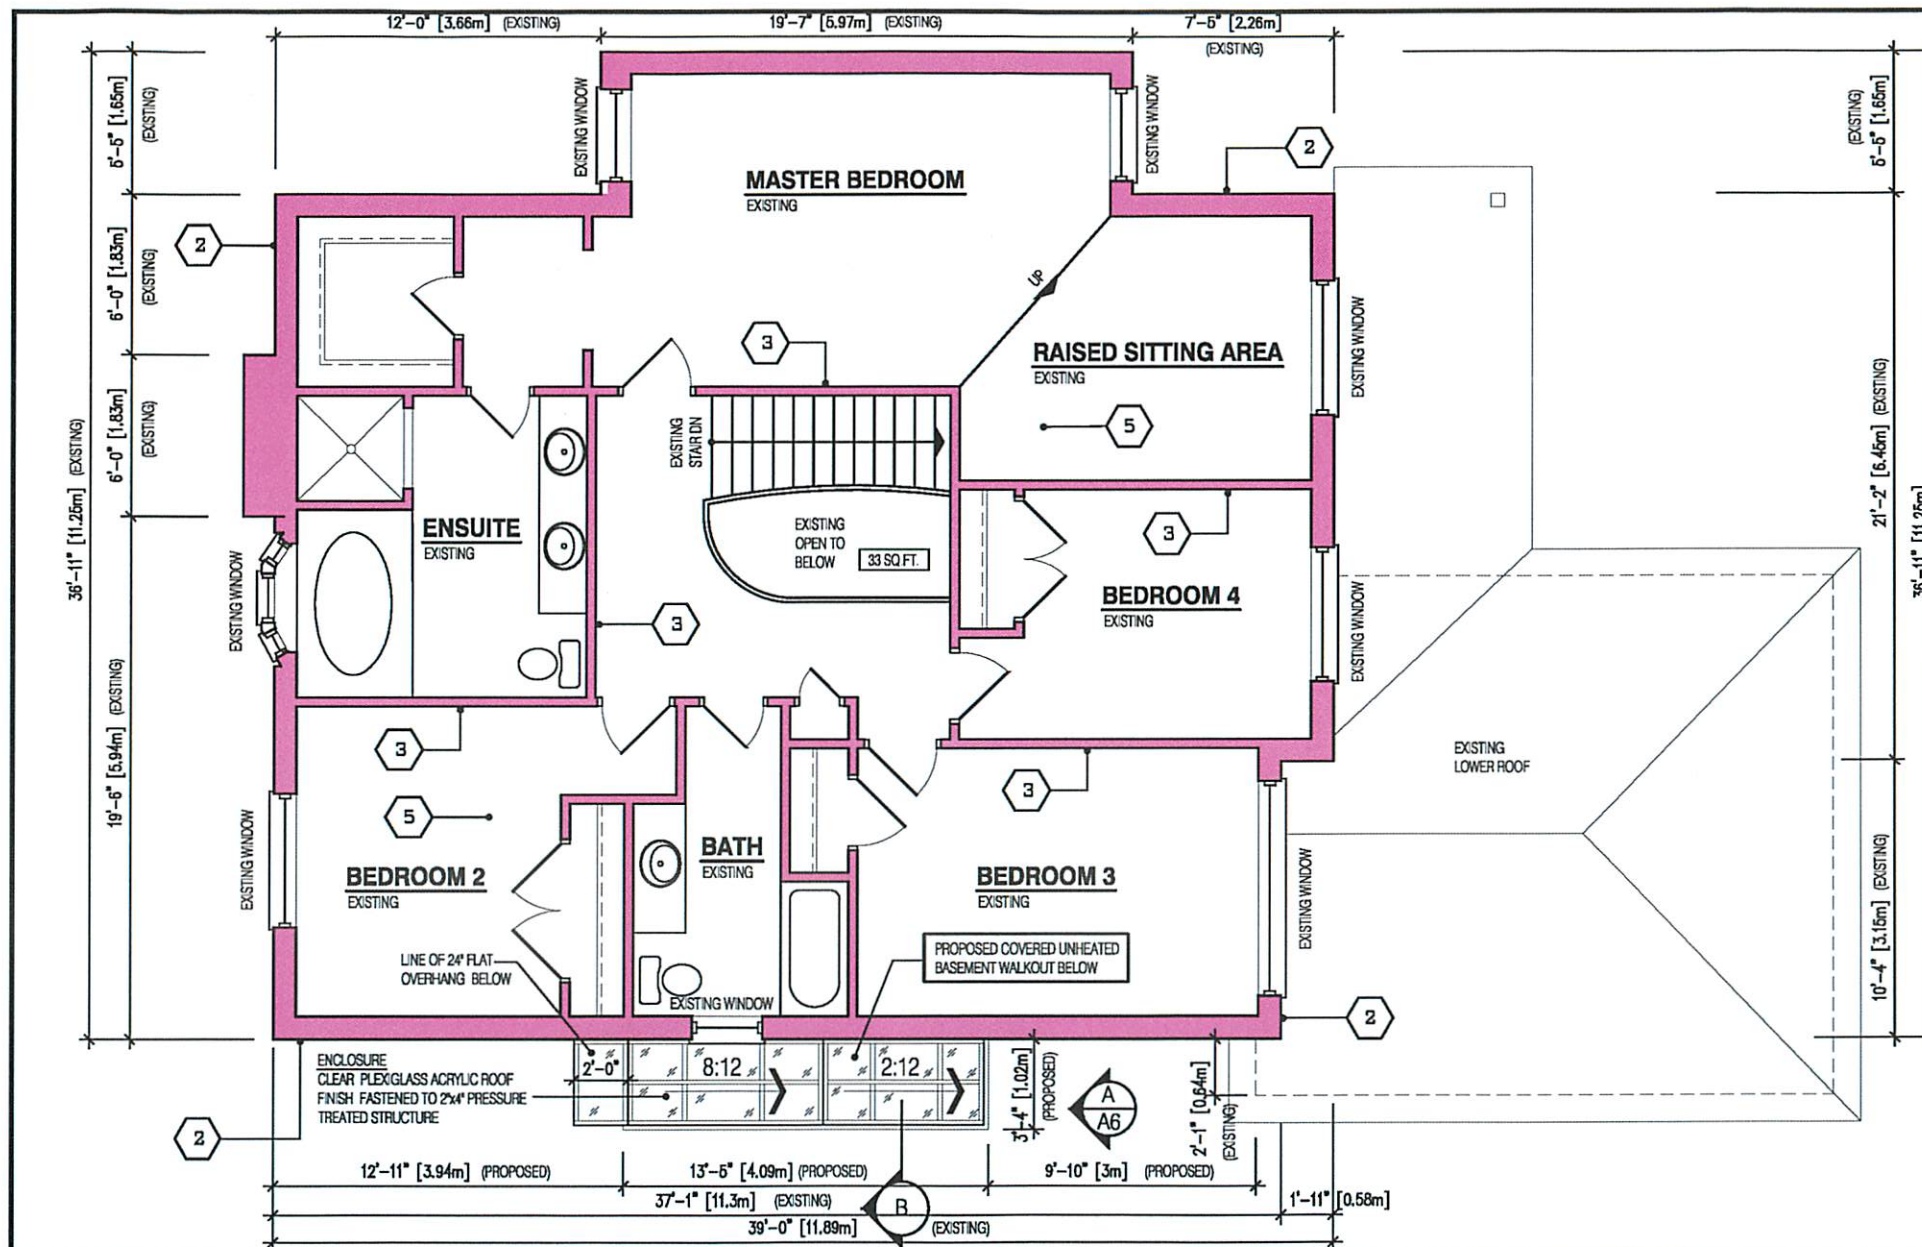 12'-0" [3.66m] (EXISTING)
19'-7" [5.97m] (EXISTING)
7'-5" [2.26m]
(EXISTING)
5'-5" [1.65m]
(EXISTING)
EXISTING WINDOW
EXISTING WINDOW
(EXISTING)
5'-5" [1.65m]
2
MASTER BEDROOM
EXISTING
2
6'-0" [1.83m]
(EXISTING)
UP
3
RAISED SITTING AREA
EXISTING
EXISTING WINDOW
6'-0" [1.83m]
(EXISTING)
36'-11" [11.25m] (EXISTING)
EXISTING
STAIR DN
5
21'-2" [6.45m] (EXISTING)
36'-11" [11.25m]
ENSUITE
EXISTING
EXISTING
OPEN TO
BELOW
33 SQ FT.
3
EXISTING WINDOW
BEDROOM 4
EXISTING
EXISTING WINDOW
3
19'-6" [5.94m] (EXISTING)
3
3
EXISTING
LOWER ROOF
5
EXISTING WINDOW
BEDROOM 2
EXISTING
BATH
EXISTING
BEDROOM 3
EXISTING
EXISTING WINDOW
10'-4" [3.15m] (EXISTING)
LINE OF 24" FLAT
OVERHANG BELOW
PROPOSED COVERED UNHEATED
BASEMENT WALKOUT BELOW
EXISTING WINDOW
2
ENCLOSURE
CLEAR PLEXIGLASS ACRYLIC ROOF
FINISH FASTENED TO 2"x4" PRESSURE
TREATED STRUCTURE
2'-0"
8:12
2:12
3'-4" [1.02m]
(PROPOSED)
A
A6
2'-1" [0.64m]
(EXISTING)
2
12'-11" [3.94m] (PROPOSED)
13'-5" [4.09m] (PROPOSED)
9'-10" [3m] (PROPOSED)
37'-1" [11.3m] (EXISTING)
B
1'-11" [0.58m]
39'-0" [11.89m] (EXISTING)